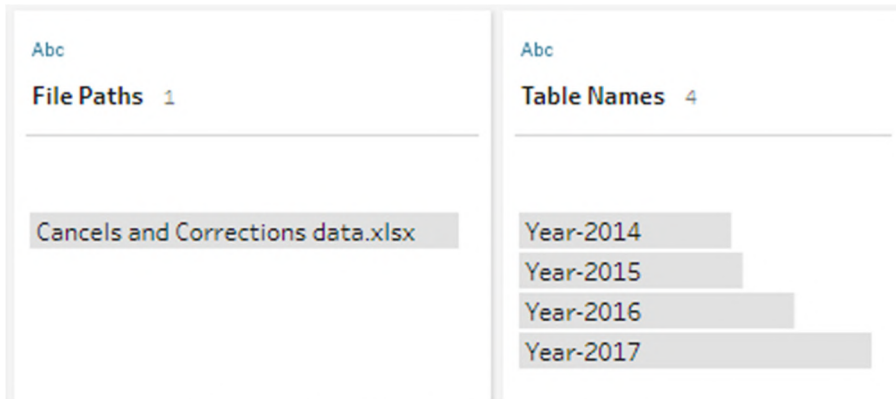 Abc
File Paths 1
Cancels and Corrections data.xlsx
Abc
Table Names 4
Year-2014
Year-2015
Year-2016
Year-2017